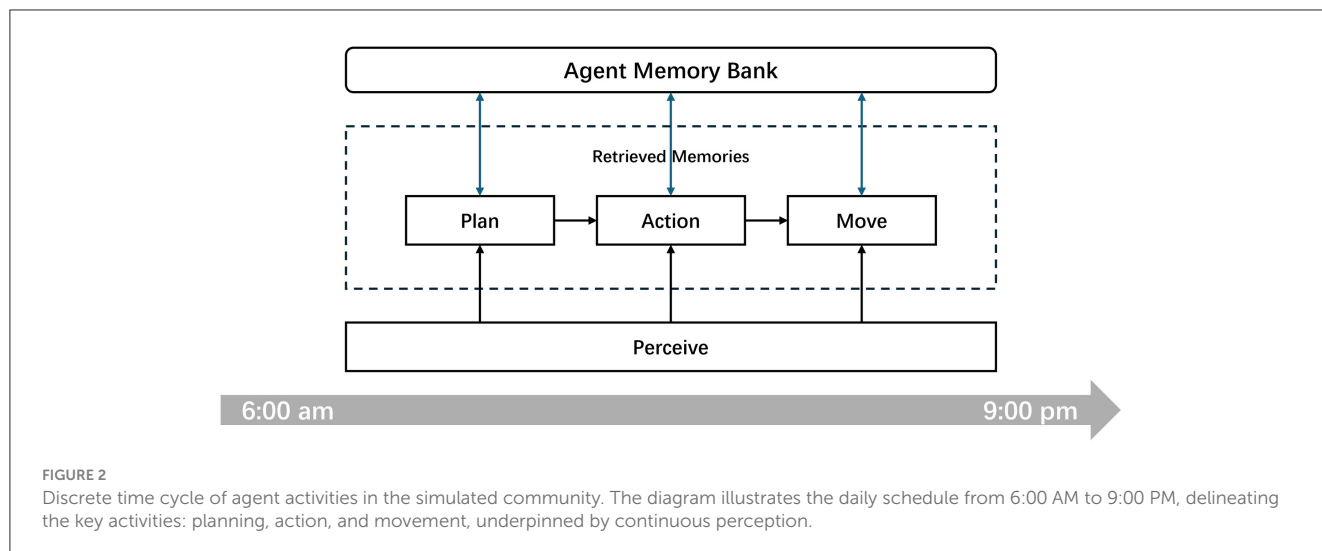 Agent Memory Bank
Retrieved Memories
Plan
Action
Move
Perceive
6:00 am
9:00 pm
FIGURE 2
Discrete time cycle of agent activities in the simulated community. The diagram illustrates the daily schedule from 6:00 AM to 9:00 PM, delineating
the key activities: planning, action, and movement, underpinned by continuous perception.